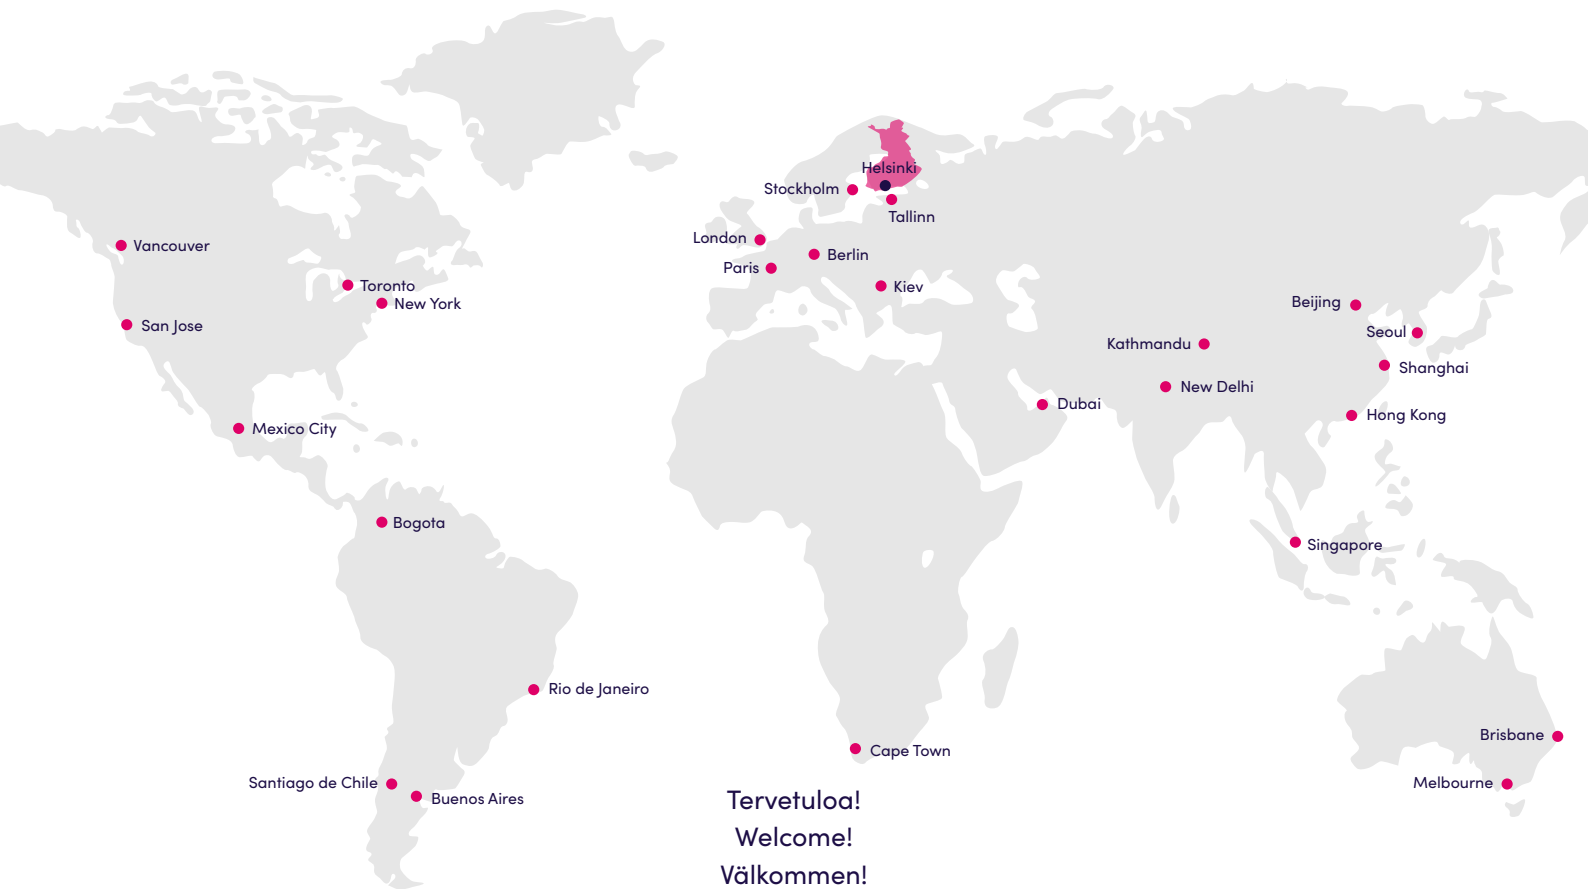 Helsinki
Stockholm
Tallinn
London
Vancouver
Berlin
Paris
Toronto
Kiev
New York
Beijing
San Jose
Seoul
Kathmandu
Shanghai
New Delhi
Dubai
Hong Kong
Mexico City
Bogota
Singapore
Rio de Janeiro
Brisbane
Cape Town
Santiago de Chile
Melbourne
Buenos Aires
Tervetuloa!
Welcome!
Välkommen!